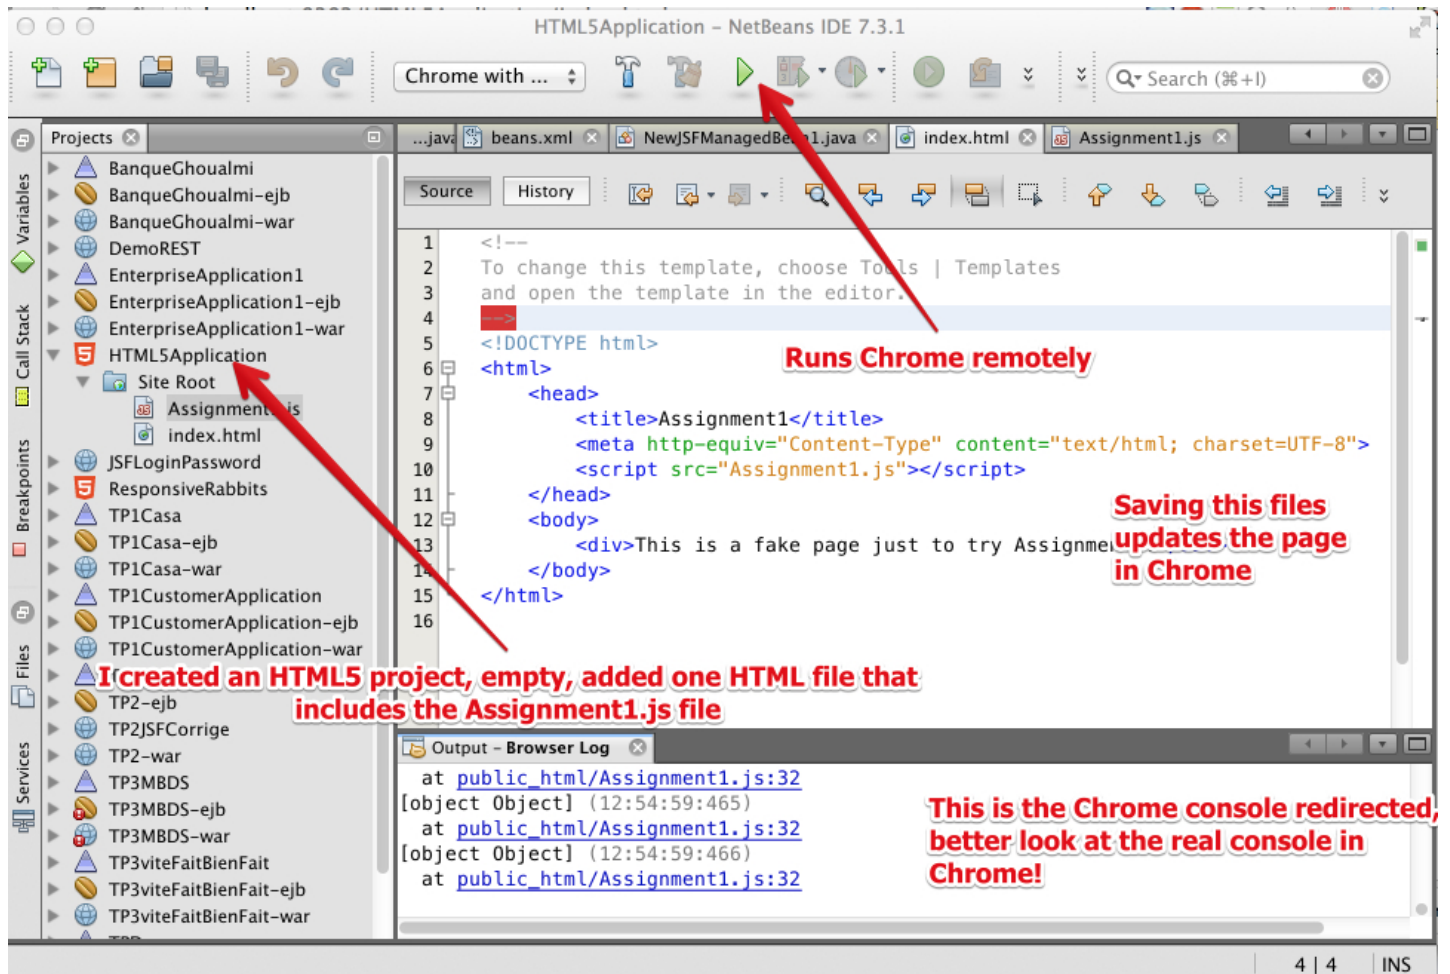 HTML5Application – NetBeans IDE 7.3.1
Chrome with ...
Search (⌘+I)
Projects
...java
beans.xml
NewJSFManagedBean1.java
index.html
Assignment1.js
Source
History
Variables
Call Stack
Breakpoints
Files
Services
BanqueGhoualmi
BanqueGhoualmi-ejb
BanqueGhoualmi-war
DemoREST
EnterpriseApplication1
EnterpriseApplication1-ejb
EnterpriseApplication1-war
HTML5Application
Site Root
Assignment1.js
index.html
JSFLoginPassword
ResponsiveRabbits
TP1Casa
TP1Casa-ejb
TP1Casa-war
TP1CustomerApplication
TP1CustomerApplication-ejb
TP1CustomerApplication-war
TP2-ejb
TP2JSFCorrige
TP2-war
TP3MBDS
TP3MBDS-ejb
TP3MBDS-war
TP3viteFaitBienFait
TP3viteFaitBienFait-ejb
TP3viteFaitBienFait-war
1 <!--
2 To change this template, choose Tools | Templates
3 and open the template in the editor.
4 -->
5 <!DOCTYPE html>
6 <html>
7 <head>
8 <title>Assignment1</title>
9 <meta http-equiv="Content-Type" content="text/html; charset=UTF-8">
10 <script src="Assignment1.js"></script>
11 </head>
12 <body>
13 <div>This is a fake page just to try
14 </body>
15 </html>
16
Runs Chrome remotely
Saving this files
updates the page
in Chrome
I created an HTML5 project, empty, added one HTML file that
includes the Assignment1.js file
Output – Browser Log
at public_html/Assignment1.js:32
[object Object] (12:54:59:465)
at public_html/Assignment1.js:32
[object Object] (12:54:59:466)
at public_html/Assignment1.js:32
This is the Chrome console redirected,
better look at the real console in
Chrome!
4 | 4 INS